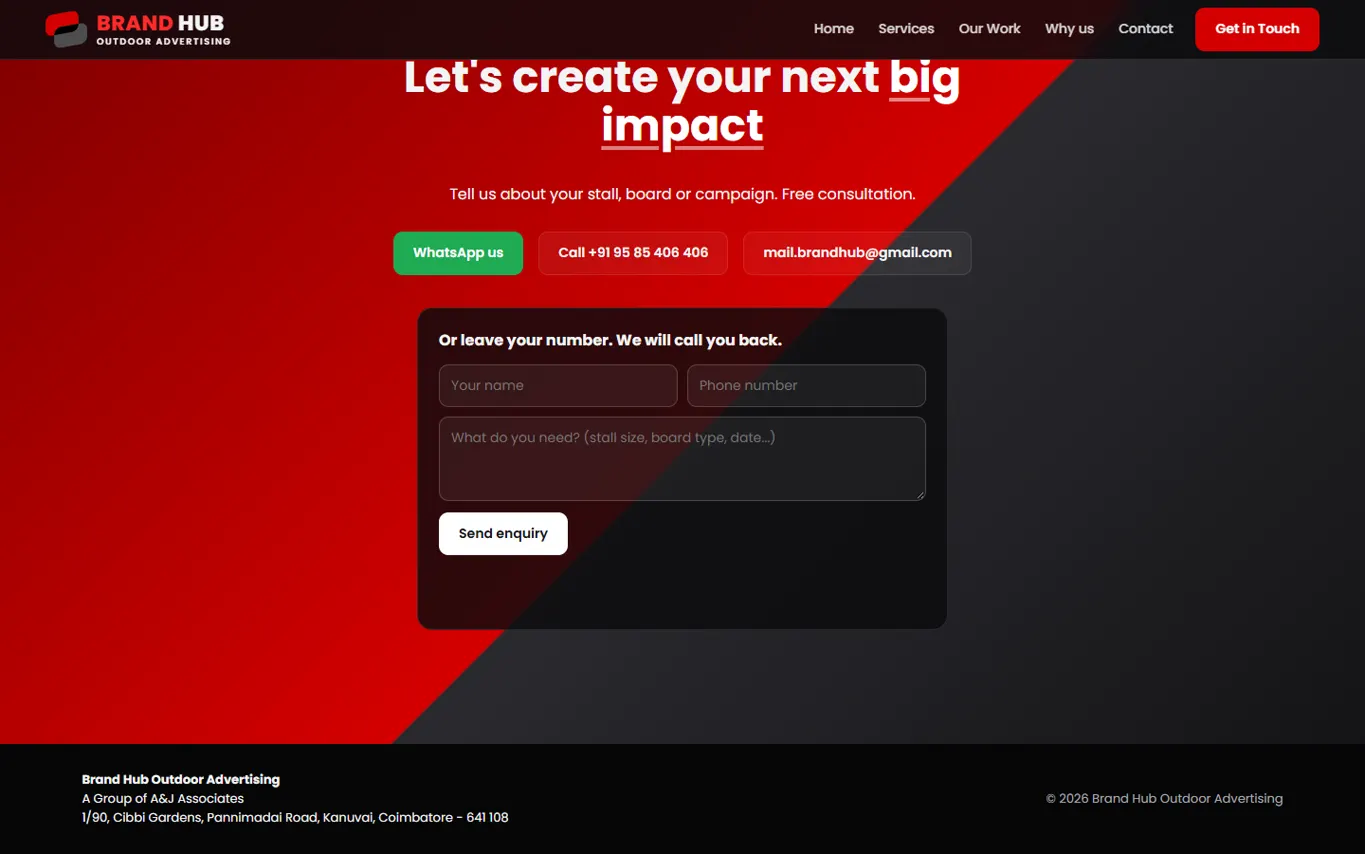 BRAND HUB
OUTDOOR ADVERTISING
Home Services Our Work Why us Contact Get in Touch
Let's create your next big
impact
Tell us about your stall, board or campaign. Free consultation.
WhatsApp us Call +91 95 85 406 406 mail.brandhub@gmail.com
Or leave your number. We will call you back.
Your name Phone number
What do you need? (stall size, board type, date...)
Send enquiry
Brand Hub Outdoor Advertising
A Group of A&J Associates
1/90, Cibbi Gardens, Pannimadai Road, Kanuvai, Coimbatore - 641 108
© 2026 Brand Hub Outdoor Advertising